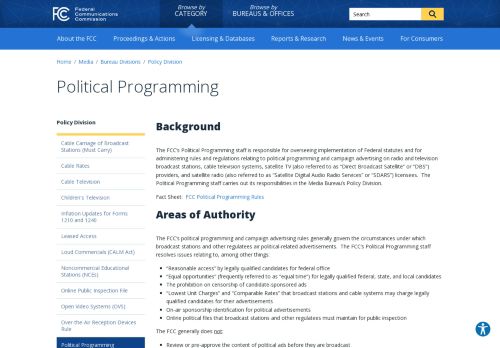 FCC Federal Communications Commission
Browse by CATEGORY
Browse by BUREAUS & OFFICES
Search
About the FCC
Proceedings & Actions
Licensing & Databases
Reports & Research
News & Events
For Consumers
Home / Media / Bureau Divisions / Policy Division
Political Programming
Policy Division
Cable Carriage of Broadcast
Stations (Must Carry)
Cable Rates
Cable Television
Children's Television
Inflation Updates for Forms
1210 and 1240
Leased Access
Loud Commercials (CALM Act)
Noncommercial Educational
Stations (NCEs)
Online Public Inspection File
Open Video Systems (OVS)
Over-the-Air Reception Devices
Rule
Political Programming
Background
The FCC's Political Programming staff is responsible for overseeing implementation of Federal statutes and for
administering rules and regulations relating to political programming and campaign advertising on radio and television
broadcast stations, cable television systems, satellite TV (also referred to as "Direct Broadcast Satellite" or "DBS")
providers, and satellite radio (also referred to as "Satellite Digital Audio Radio Services" or "SDARS") licensees. The
Political Programming staff carries out its responsibilities in the Media Bureau's Policy Division.
Fact Sheet: FCC Political Programming Rules
Areas of Authority
The FCC's political programming and campaign advertising rules generally govern the circumstances under which
broadcast stations and other regulatees air political-related advertisements. The FCC's Political Programming staff
resolves issues relating to, among other things:
• "Reasonable access" by legally qualified candidates for federal office
• "Equal opportunities" (frequently referred to as "equal time") for legally qualified federal, state, and local candidates
• The prohibition on censorship of candidate-sponsored ads
• "Lowest Unit Charges" and "Comparable Rates" that broadcast stations and cable systems may charge legally
qualified candidates for their advertisements
• On-air sponsorship identification for political advertisements
• Online political files that broadcast stations and other regulatees must maintain for public inspection
The FCC generally does not:
• Review or pre-approve the content of political ads before they are broadcast